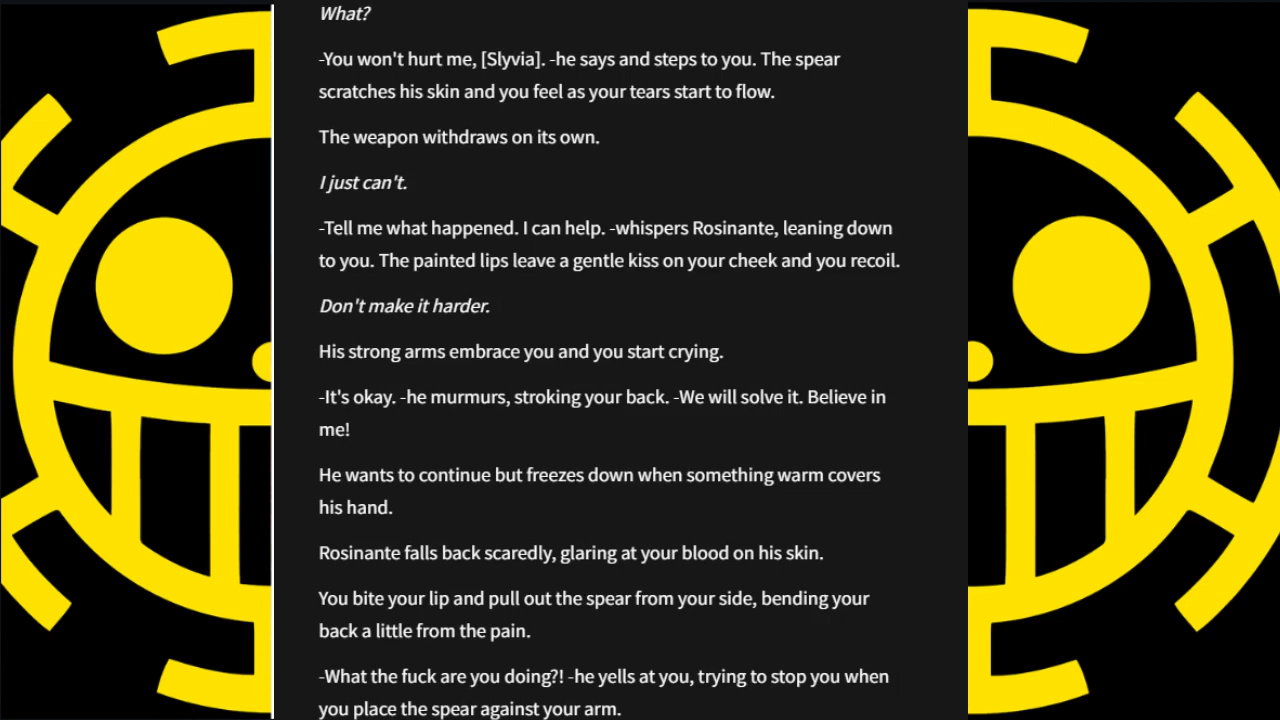 What?
-You won't hurt me, [Slyvia]. -he says and steps to you. The spear
scratches his skin and you feel as your tears start to flow.
The weapon withdraws on its own.
I just can't.
-Tell me what happened. I can help. -whispers Rosinante, leaning down
to you. The painted lips leave a gentle kiss on your cheek and you recoil.
Don't make it harder.
His strong arms embrace you and you start crying.
-It's okay. -he murmurs, stroking your back. -We will solve it. Believe in
me!
He wants to continue but freezes down when something warm covers
his hand.
Rosinante falls back scaredly, glaring at your blood on his skin.
You bite your lip and pull out the spear from your side, bending your
back a little from the pain.
-What the fuck are you doing?! -he yells at you, trying to stop you when
you place the spear against your arm.